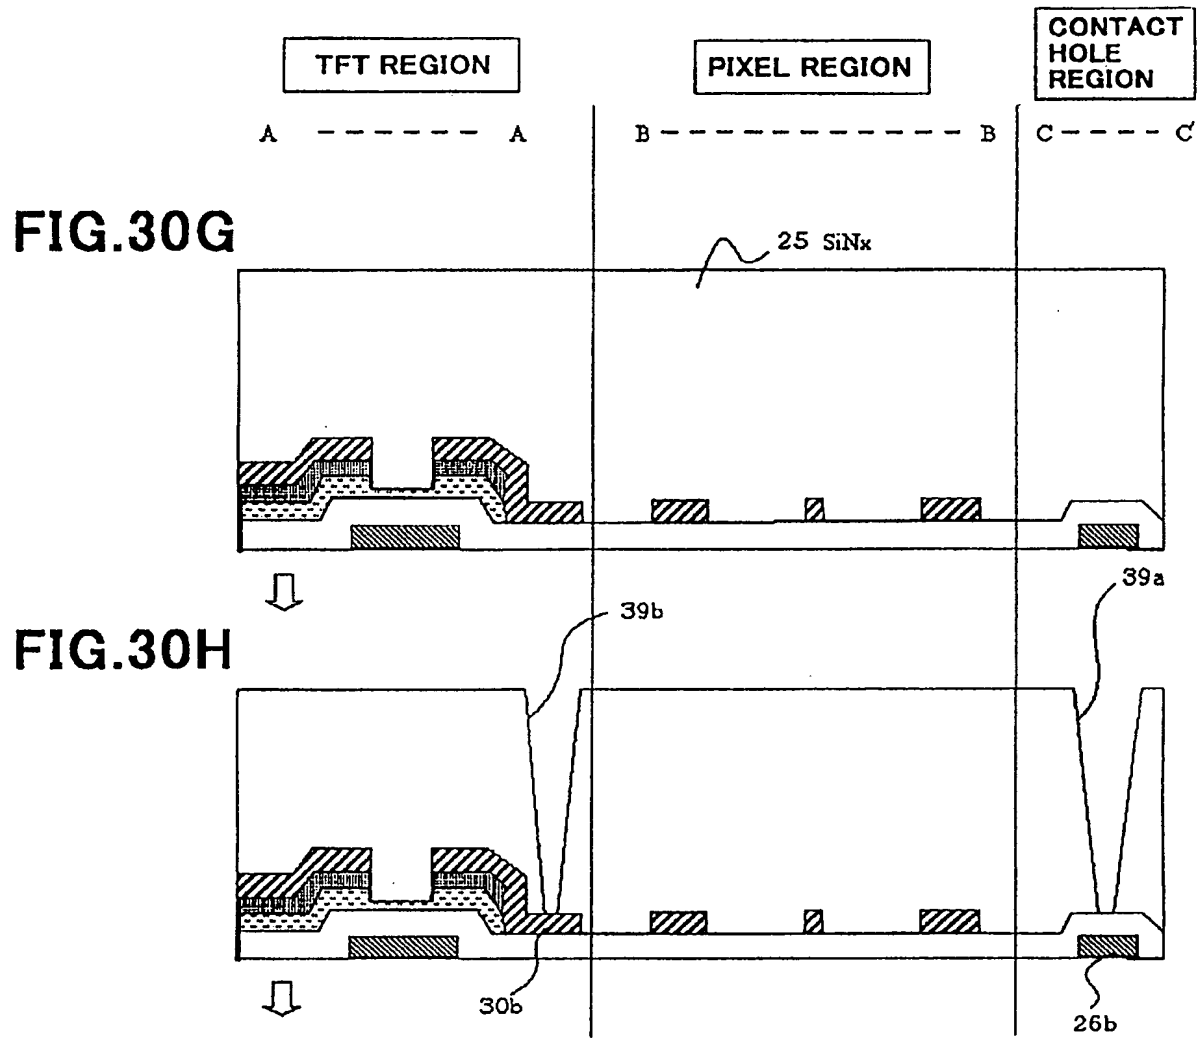 TFT REGION
PIXEL REGION
CONTACT
HOLE
REGION
A - - - - - - - A
B - - - - - - - - - - - - B
C - - - - C'
FIG.30G
25 SiNx
39a
39b
FIG.30H
30b
26b